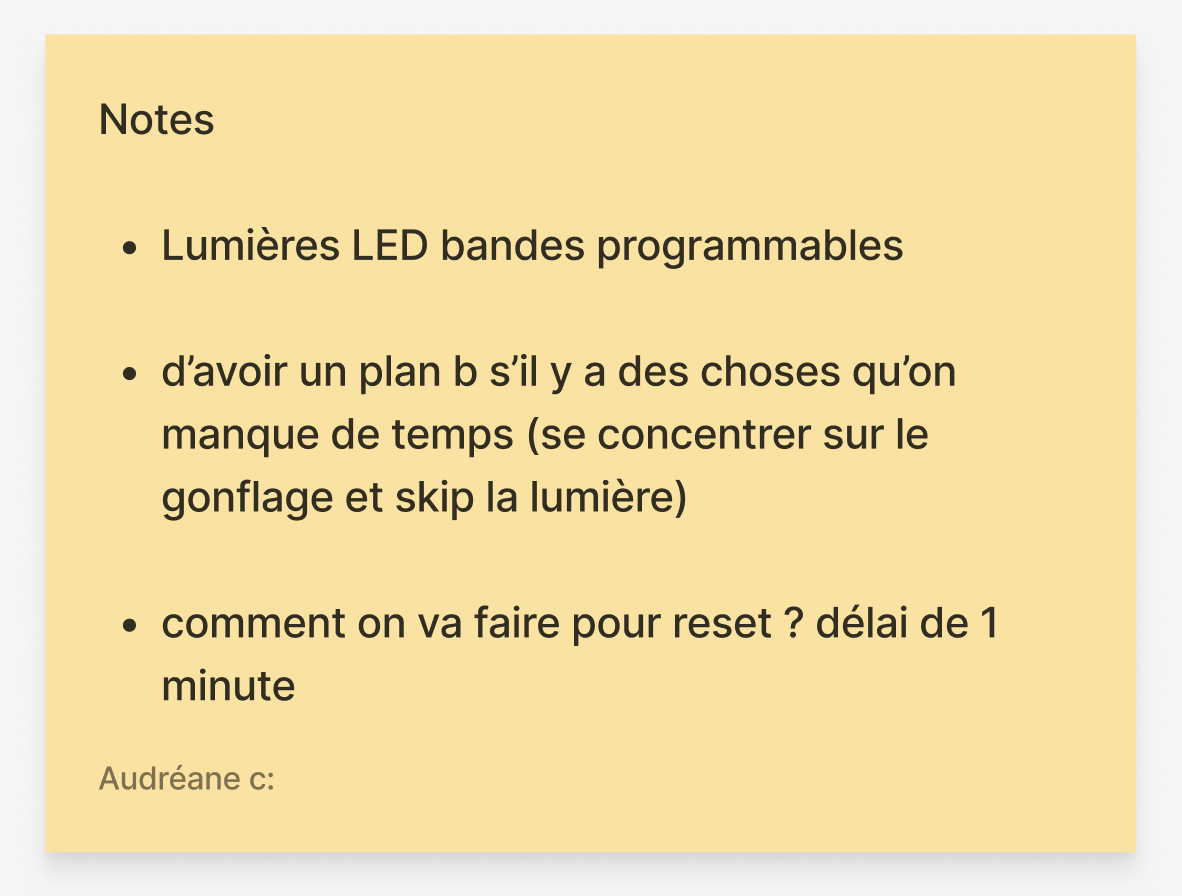 Notes
• Lumières LED bandes programmables
• d’avoir un plan b s’il y a des choses qu’on
manque de temps (se concentrer sur le
gonflage et skip la lumière)
• comment on va faire pour reset ? délai de 1
minute
Audréane c: